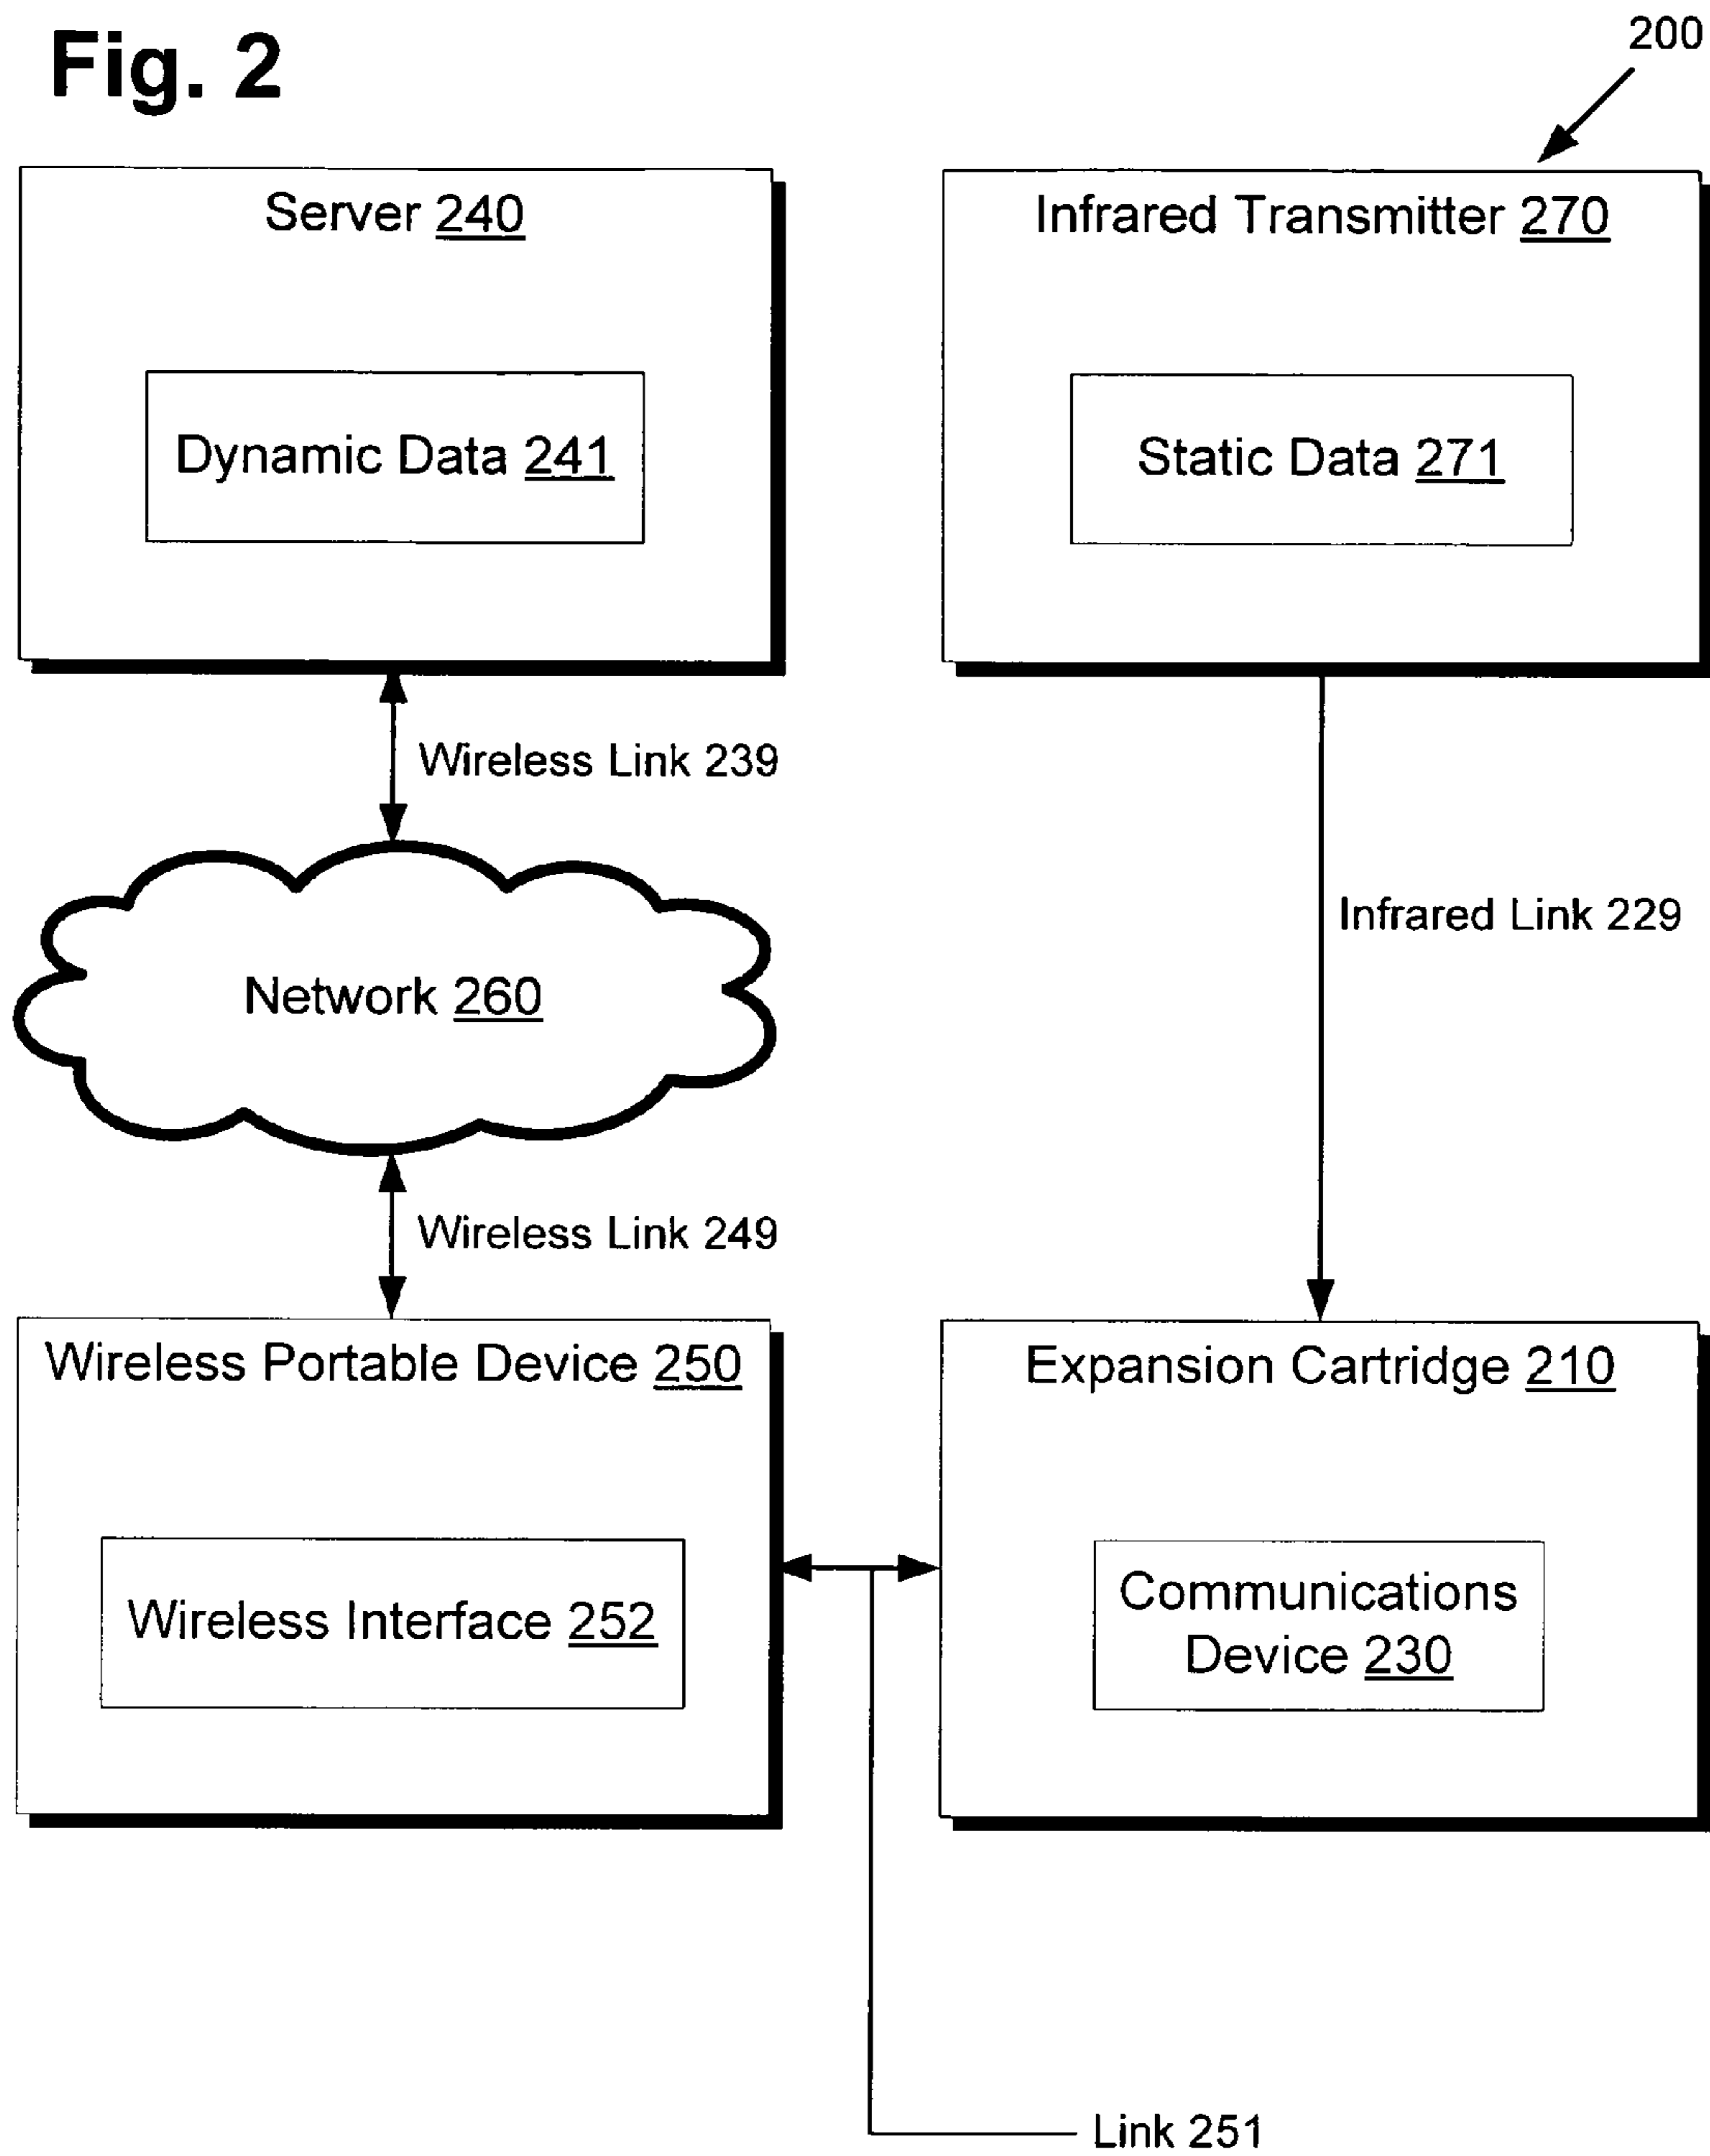 Fig. 2
200
Server 240
Infrared Transmitter 270
Dynamic Data 241
Static Data 271
Wireless Link 239
Infrared Link 229
Network 260
Wireless Link 249
Wireless Portable Device 250
Expansion Cartridge 210
Wireless Interface 252
Communications
Device 230
Link 251